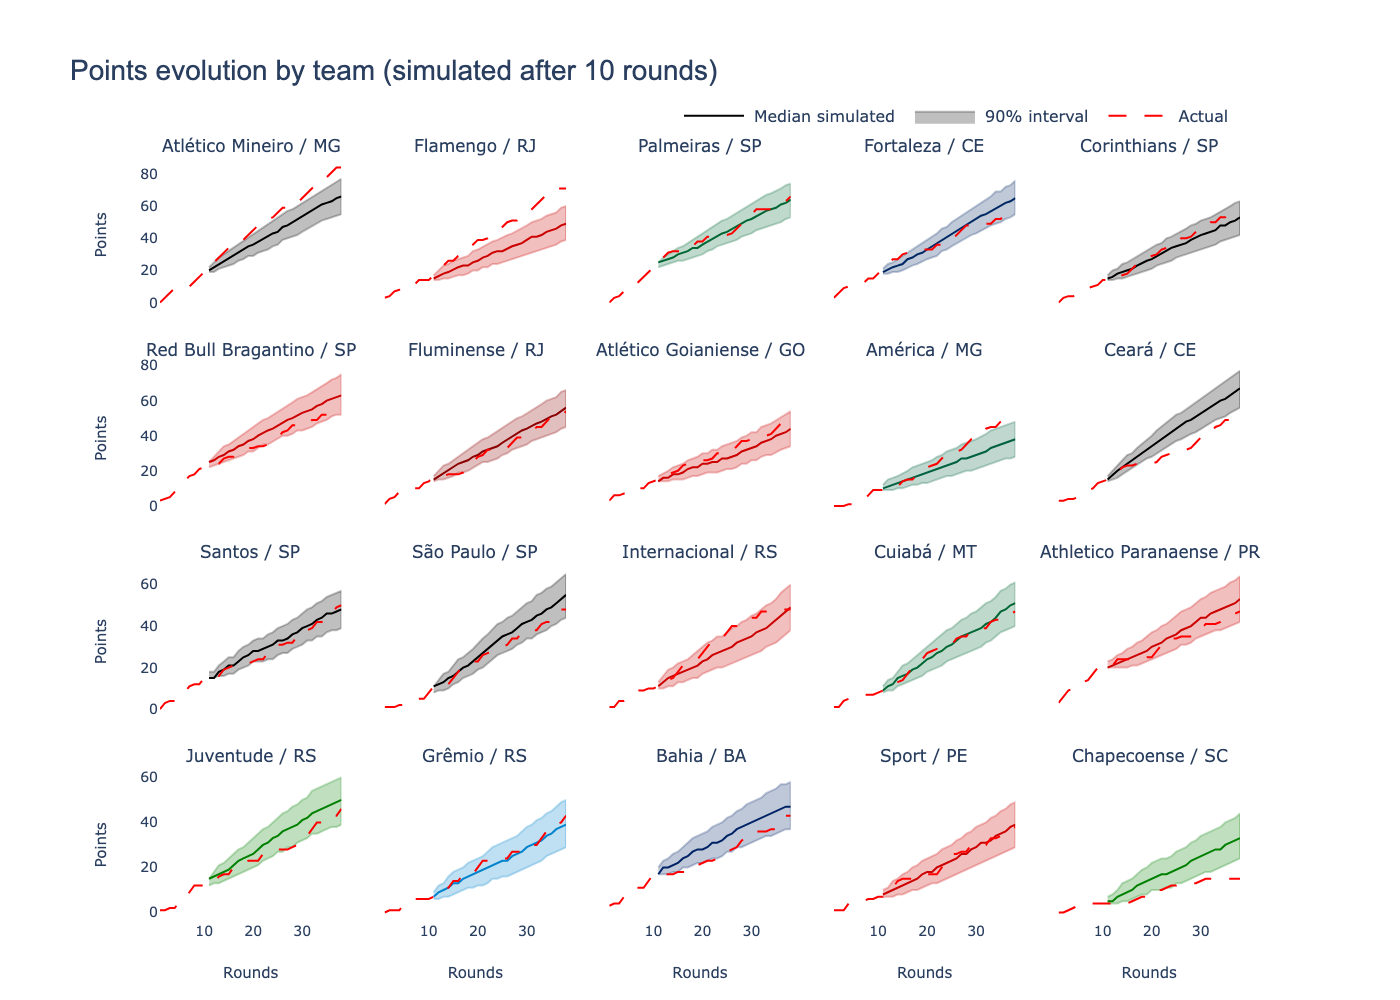 Points evolution by team (simulated after 10 rounds)
Median simulated 90% interval Actual
Atlético Mineiro / MG Flamengo / RJ Palmeiras / SP Fortaleza / CE Corinthians / SP
80
60
40
20
0
Points
Red Bull Bragantino / SP Fluminense / RJ Atlético Goianiense / GO América / MG Ceará / CE
80
60
40
20
0
Points
Santos / SP São Paulo / SP Internacional / RS Cuiabá / MT Athletico Paranaense / PR
60
40
20
0
Points
Juventude / RS Grêmio / RS Bahia / BA Sport / PE Chapecoense / SC
60
40
20
0
Points
10 20 30 10 20 30 10 20 30 10 20 30 10 20 30
Rounds Rounds Rounds Rounds Rounds